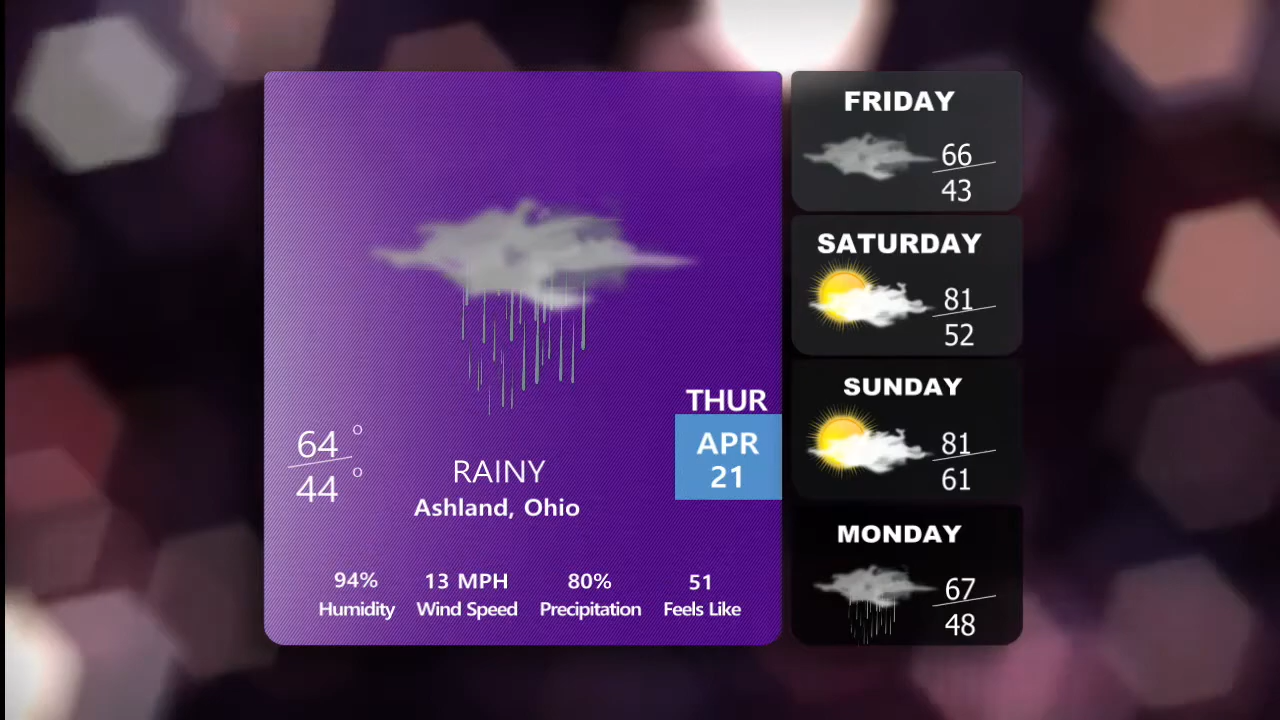 64°
44°
RAINY
Ashland, Ohio
THUR
APR
21
94%
Humidity
13 MPH
Wind Speed
80%
Precipitation
51
Feels Like
FRIDAY
66
43
SATURDAY
81
52
SUNDAY
81
61
MONDAY
67
48